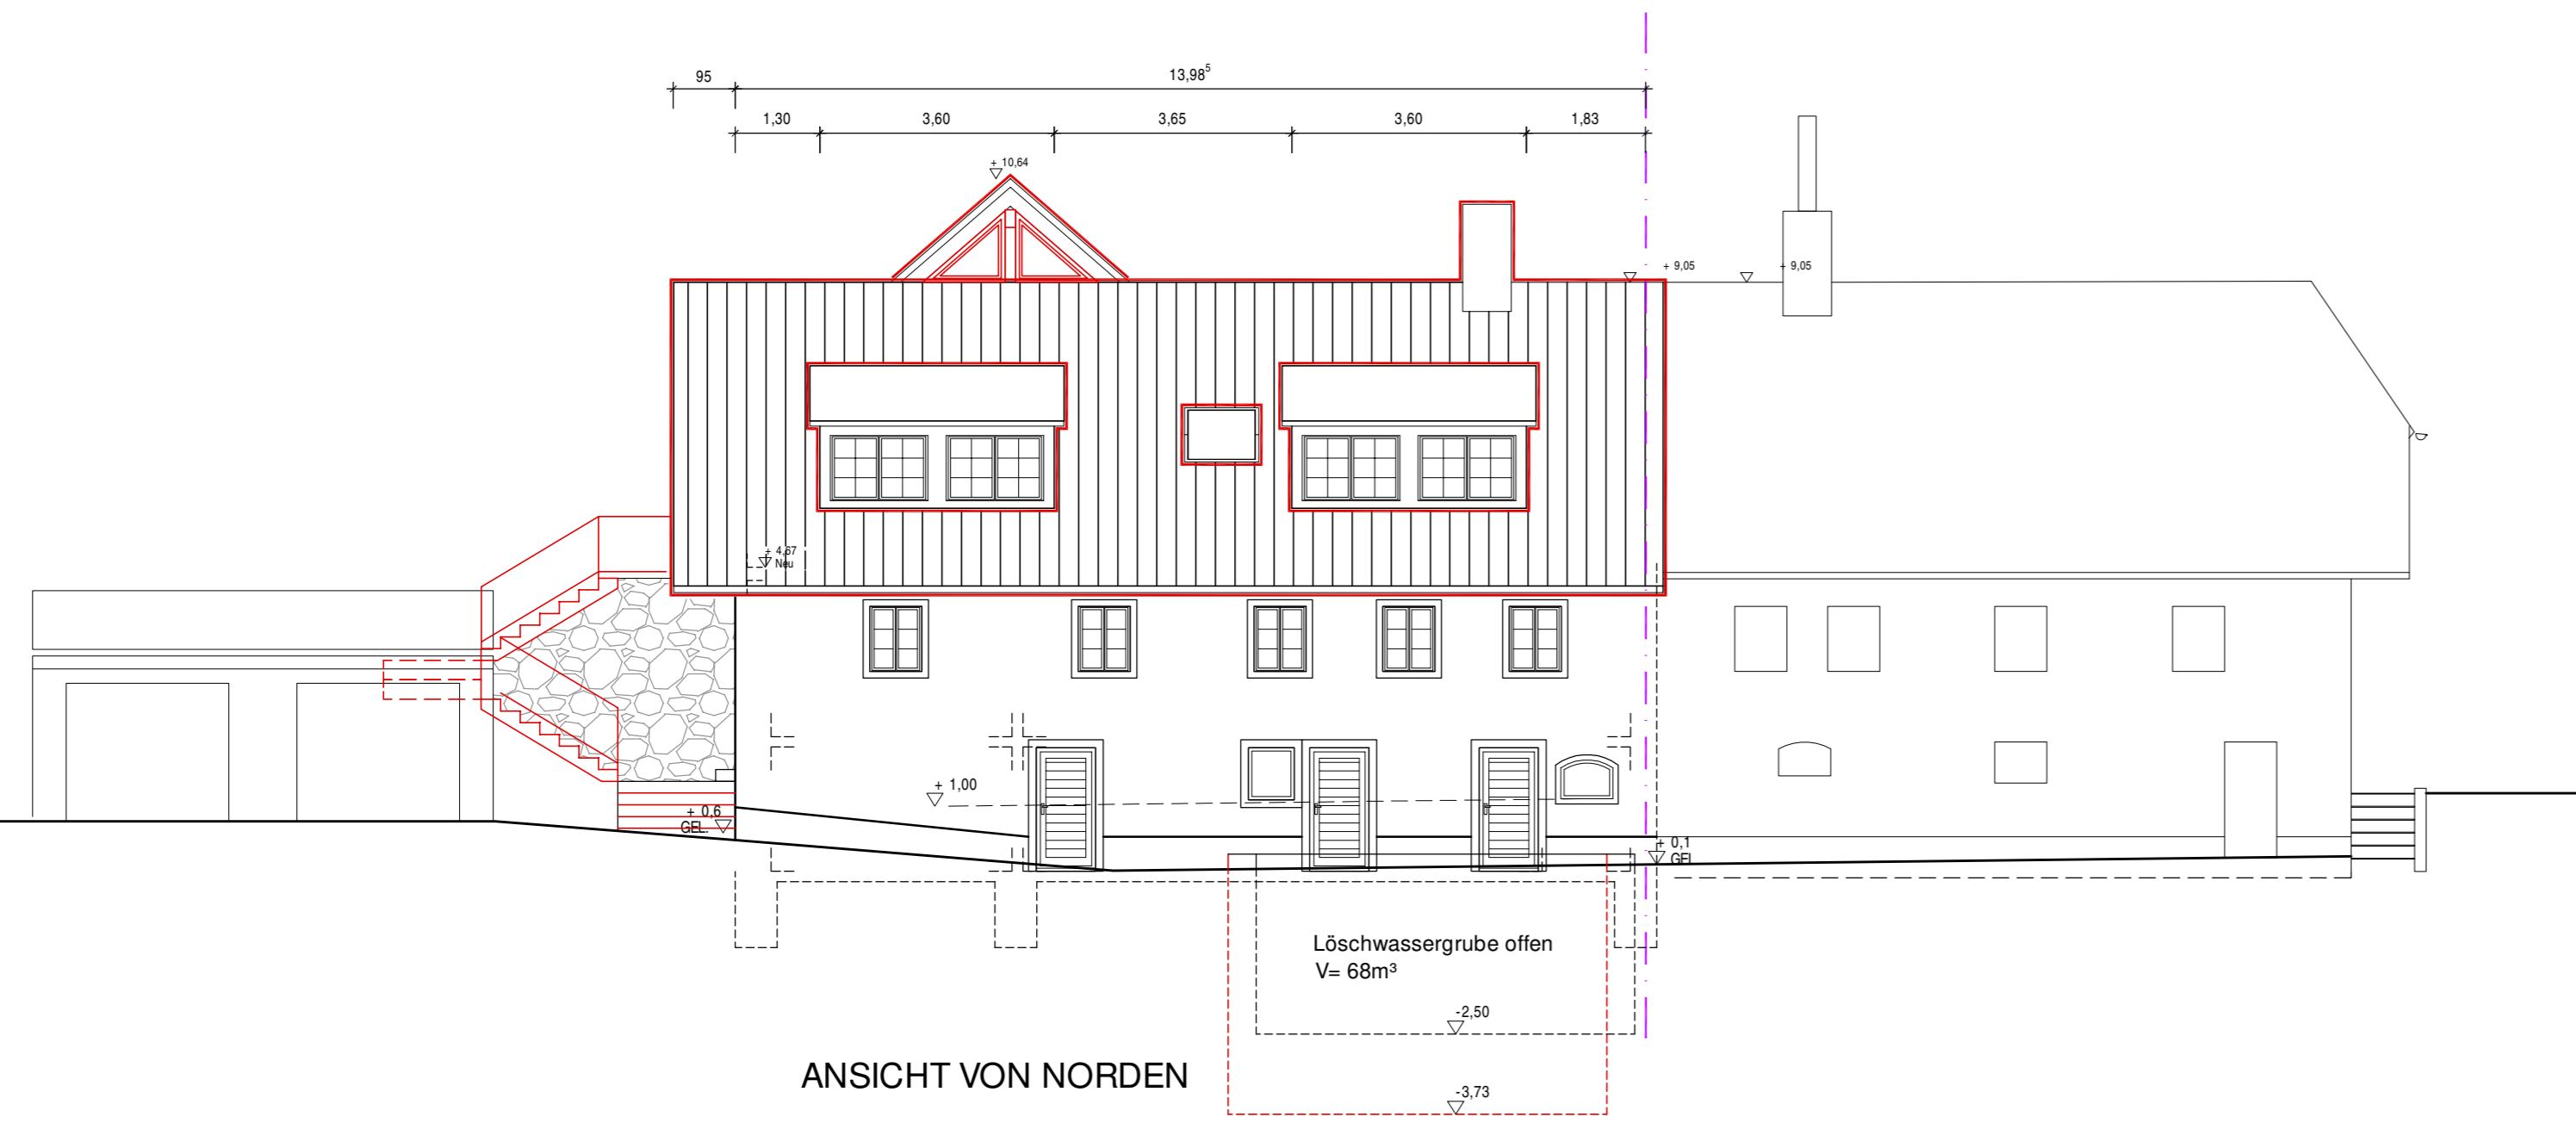 95
13,98⁵
1,30
3,60
3,65
3,60
1,83
+ 10,64
+ 9,05
+ 9,05
+ 4,67
Neu
+ 1,00
+ 0,6
GEL.
+ 0,1
GEL
Löschwassergrube offen
V= 68m³
-2,50
ANSICHT VON NORDEN
-3,73